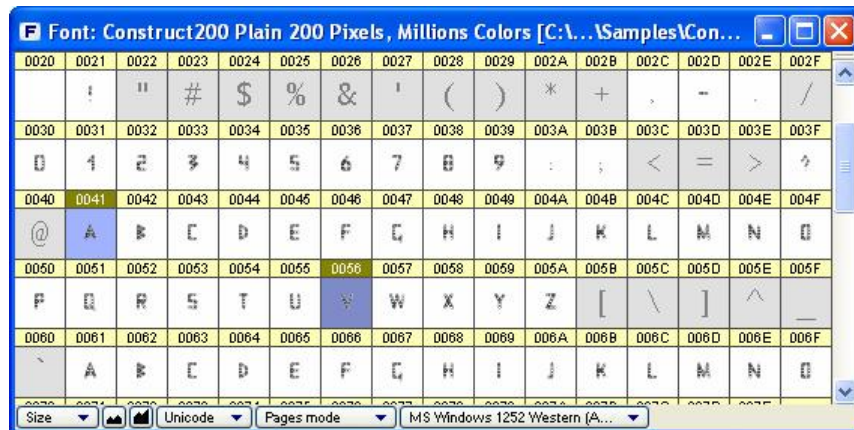 Font: Construct200 Plain 200 Pixels, Millions Colors [C:\...\Samples\Con...
0020 0021 0022 0023 0024 0025 0026 0027 0028 0029 002A 002B 002C 002D 002E 002F
! " # $ % & ' ( ) * + , - . /
0030 0031 0032 0033 0034 0035 0036 0037 0038 0039 003A 003B 003C 003D 003E 003F
0 1 2 3 4 5 6 7 8 9 : ; < = > ?
0040 0041 0042 0043 0044 0045 0046 0047 0048 0049 004A 004B 004C 004D 004E 004F
@ A B C D E F G H I J K L M N O
0050 0051 0052 0053 0054 0055 0056 0057 0058 0059 005A 005B 005C 005D 005E 005F
P Q R S T U V W X Y Z [ \ ] ^ _
0060 0061 0062 0063 0064 0065 0066 0067 0068 0069 006A 006B 006C 006D 006E 006F
` A B C D E F G H I J K L M N O
Size Unicode Pages mode MS Windows 1252 Western (A...